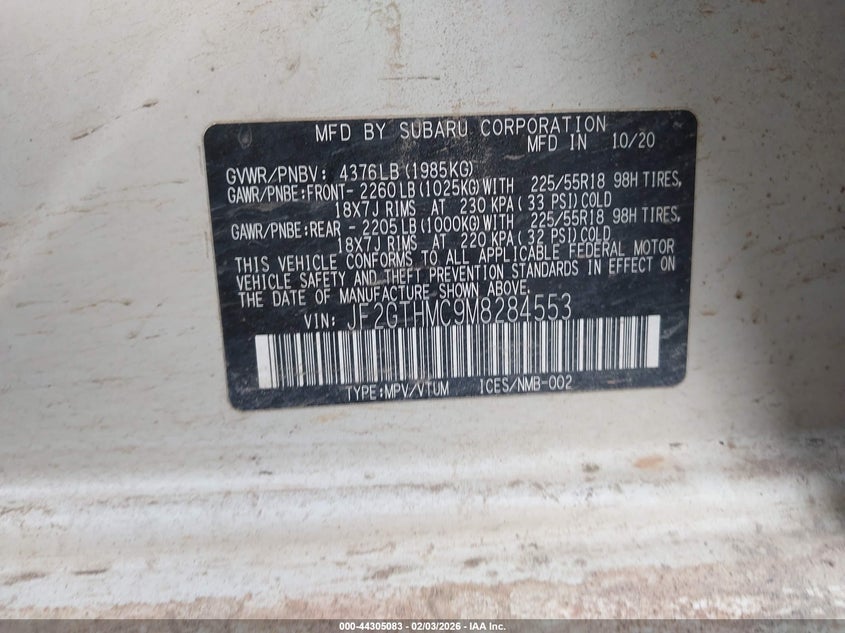 MFD BY SUBARU CORPORATION
MFD IN 10/20
GVWR/PNBV: 4376LB (1985KG)
GAWR/PNBE:FRONT- 2260LB (1025KG)WITH 225/55R18 98H TIRES,
18X7J RIMS AT 230 KPA( 33 PSI)COLD
GAWR/PNBE:REAR - 2205LB (1000KG)WITH 225/55R18 98H TIRES,
18X7J RIMS AT 220 KPA( 32 PSI)COLD
THIS VEHICLE CONFORMS TO ALL APPLICABLE FEDERAL MOTOR
VEHICLE SAFETY AND THEFT PREVENTION STANDARDS IN EFFECT ON
THE DATE OF MANUFACTURE SHOWN ABOVE.
VIN: JF2GTHMC9M8284553
TYPE:MPV/VTUM ICES/NMB-002
000-44305083 - 02/03/2026 - IAA Inc.